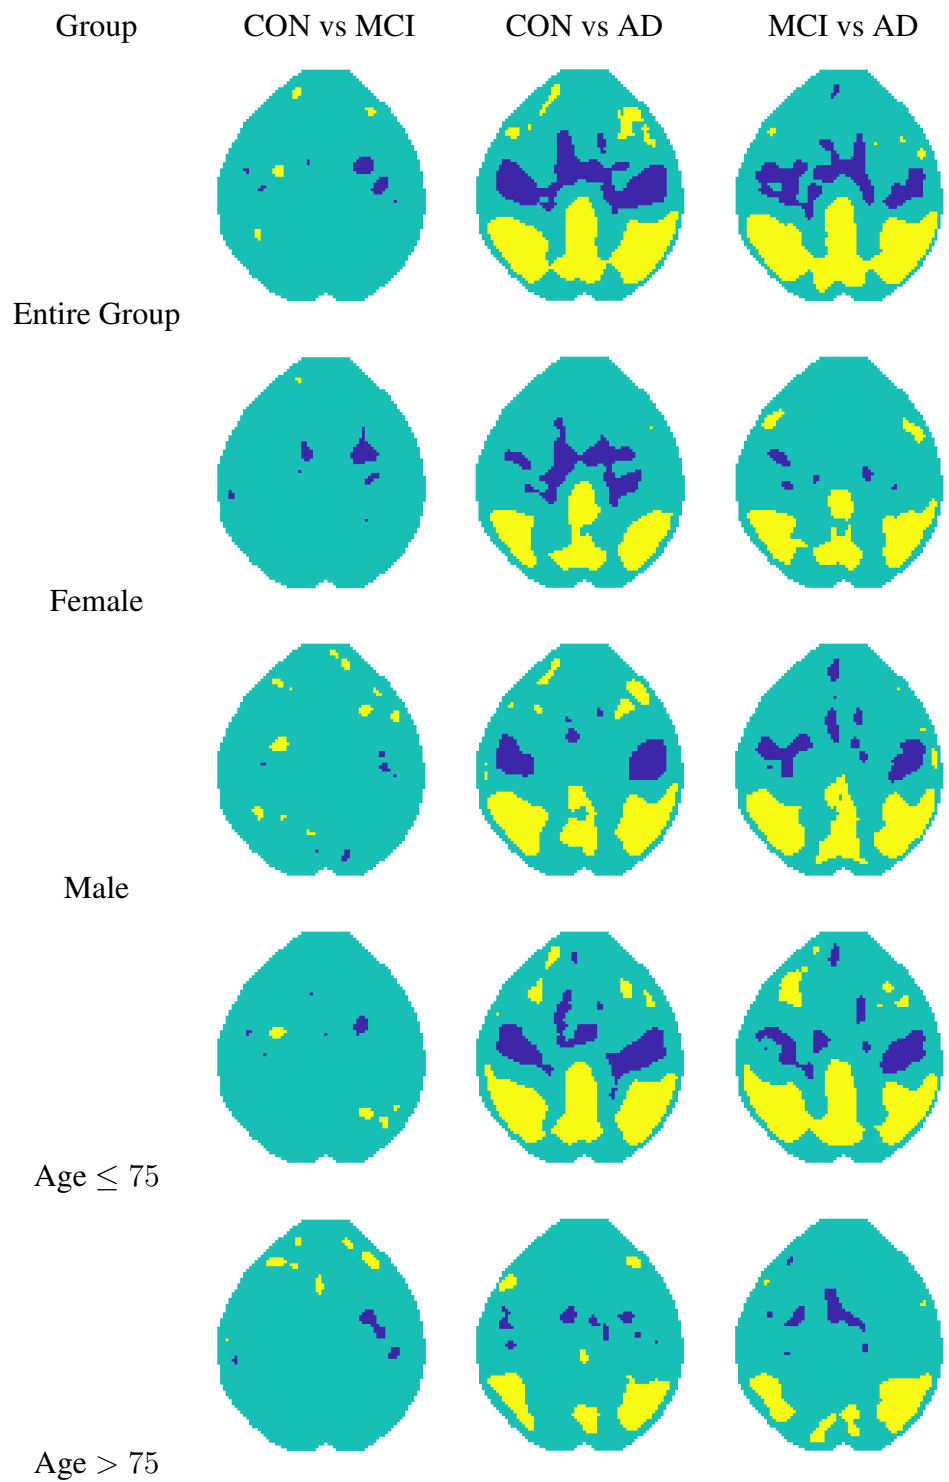 Group CON vs MCI CON vs AD MCI vs AD
Entire Group
Female
Male
Age ≤ 75
Age > 75